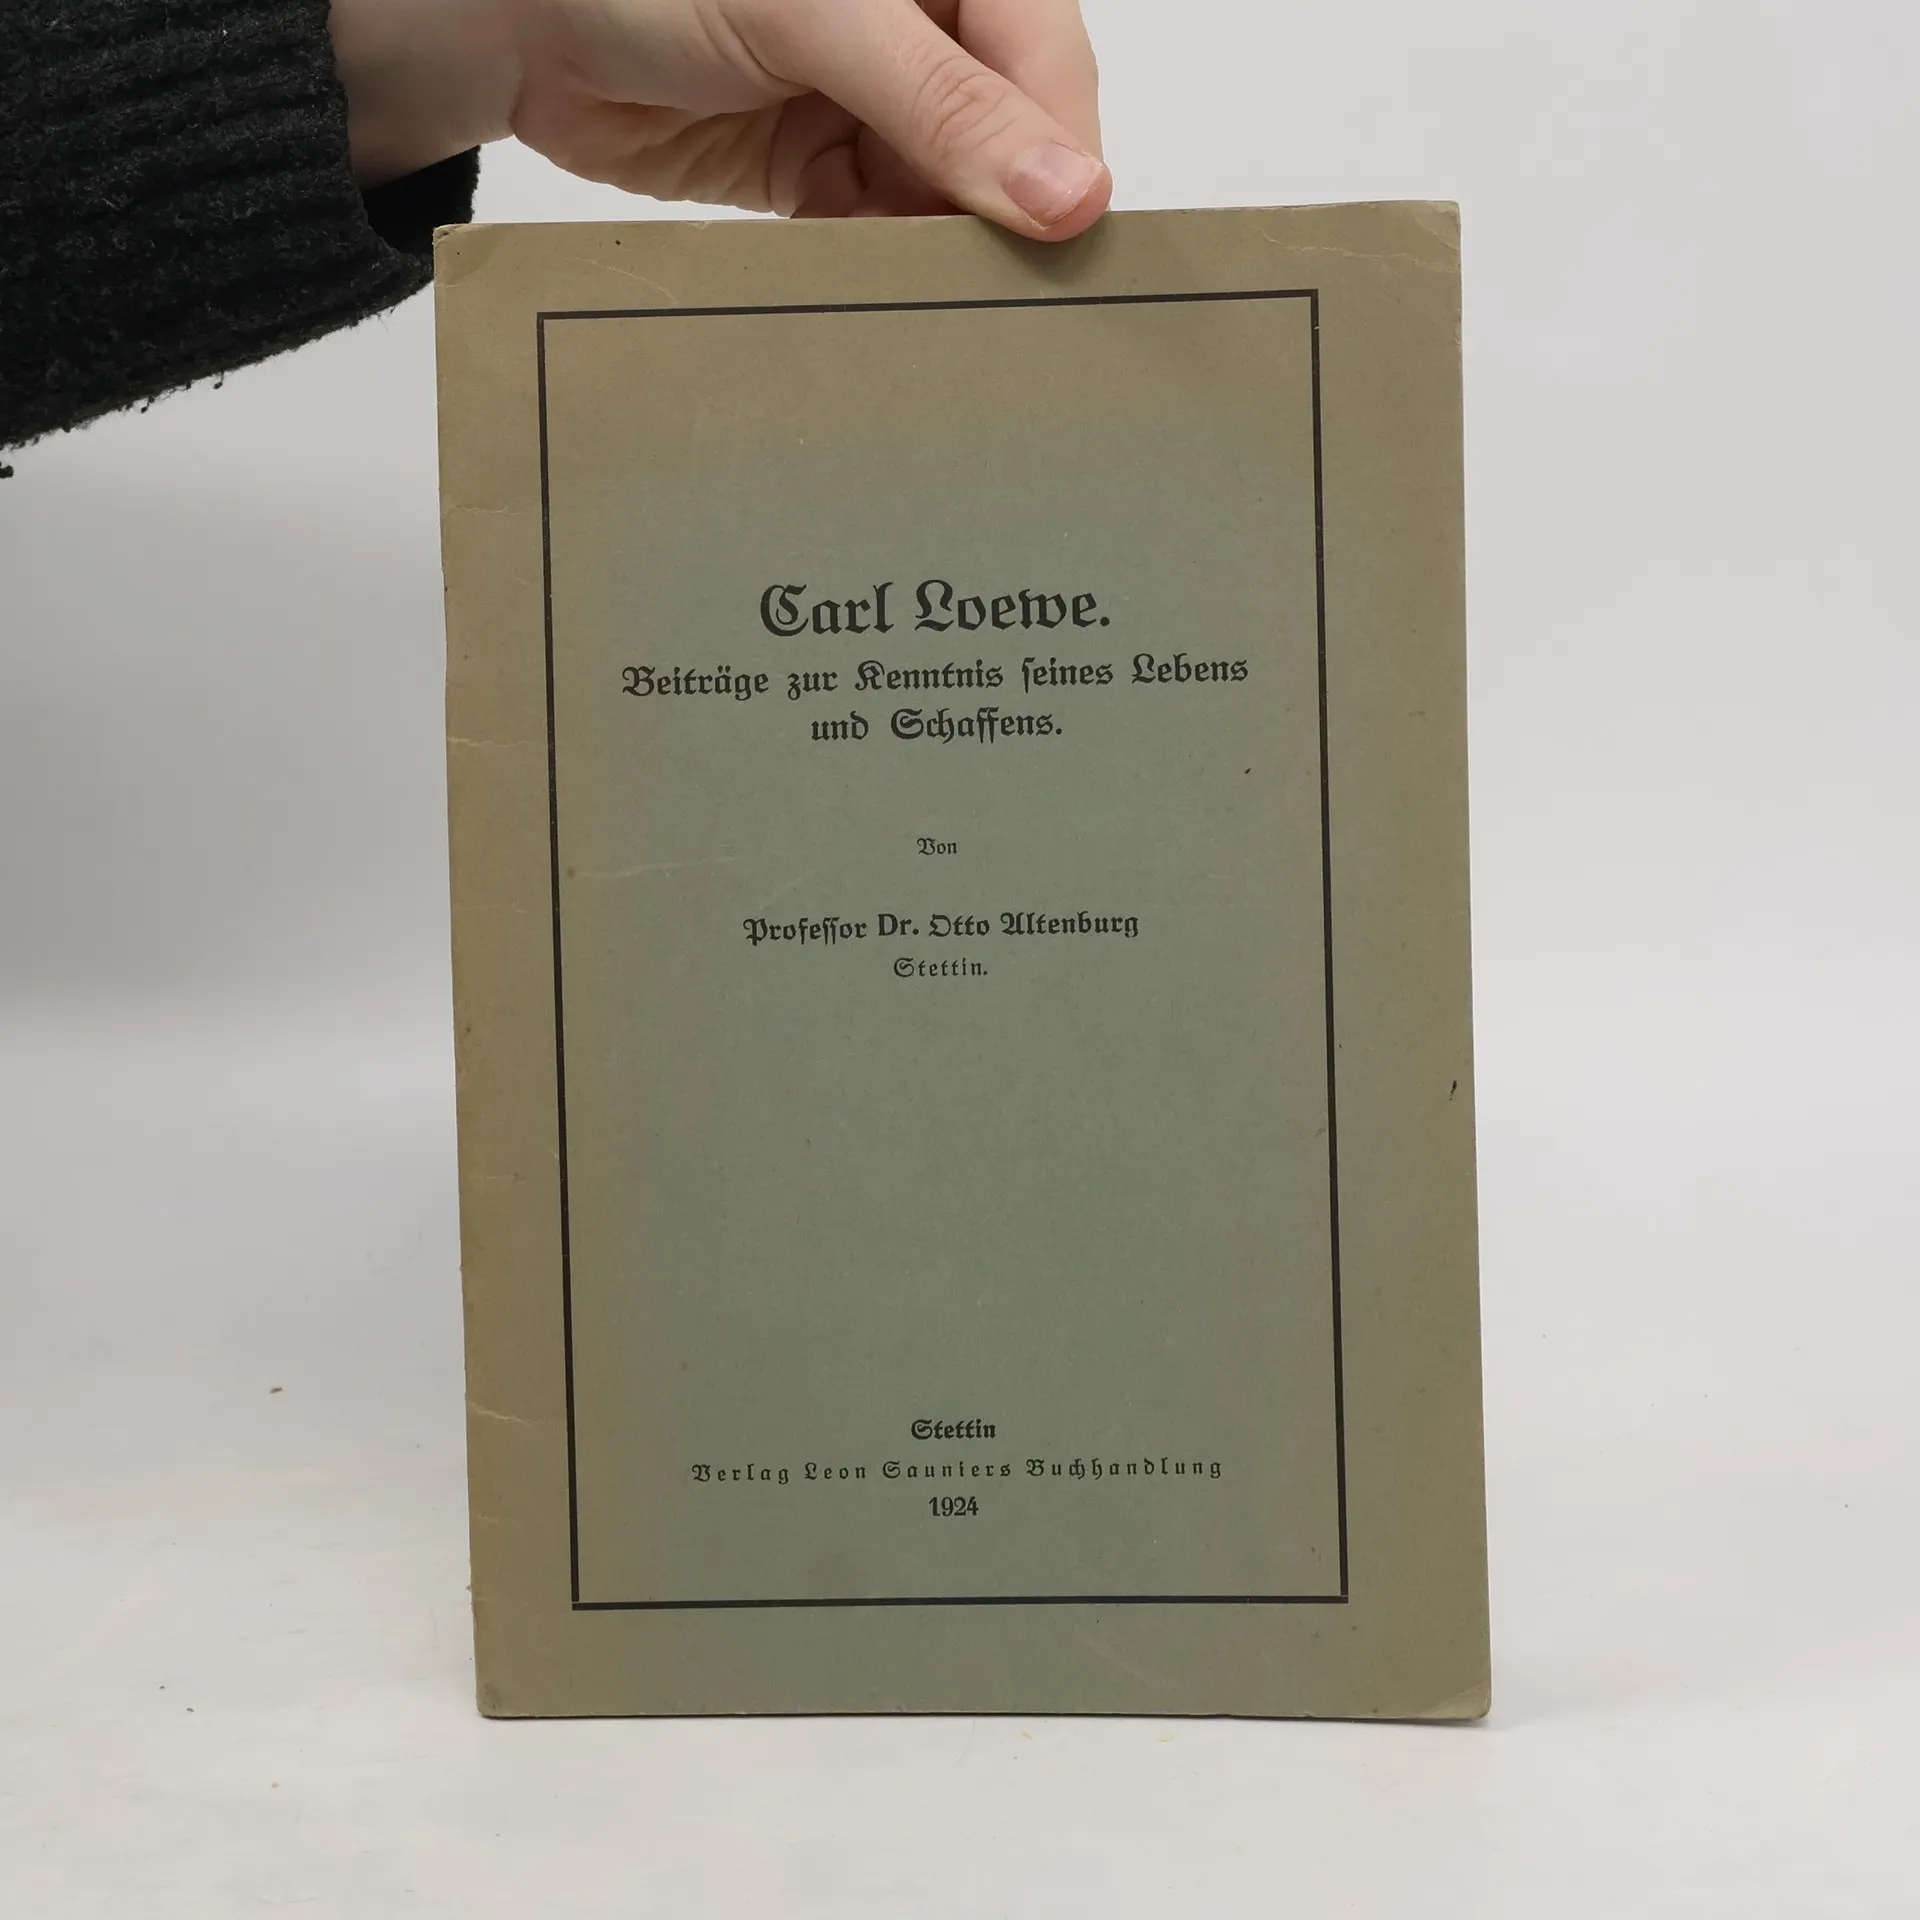 Carl Loewe.
Beiträge zur Kenntnis ſeines Lebens
und Schaffens.
Von
Profeſſor Dr. Otto Altenburg
Stettin.
Stettin
Verlag Leon Sauniers Buchhandlung
1924